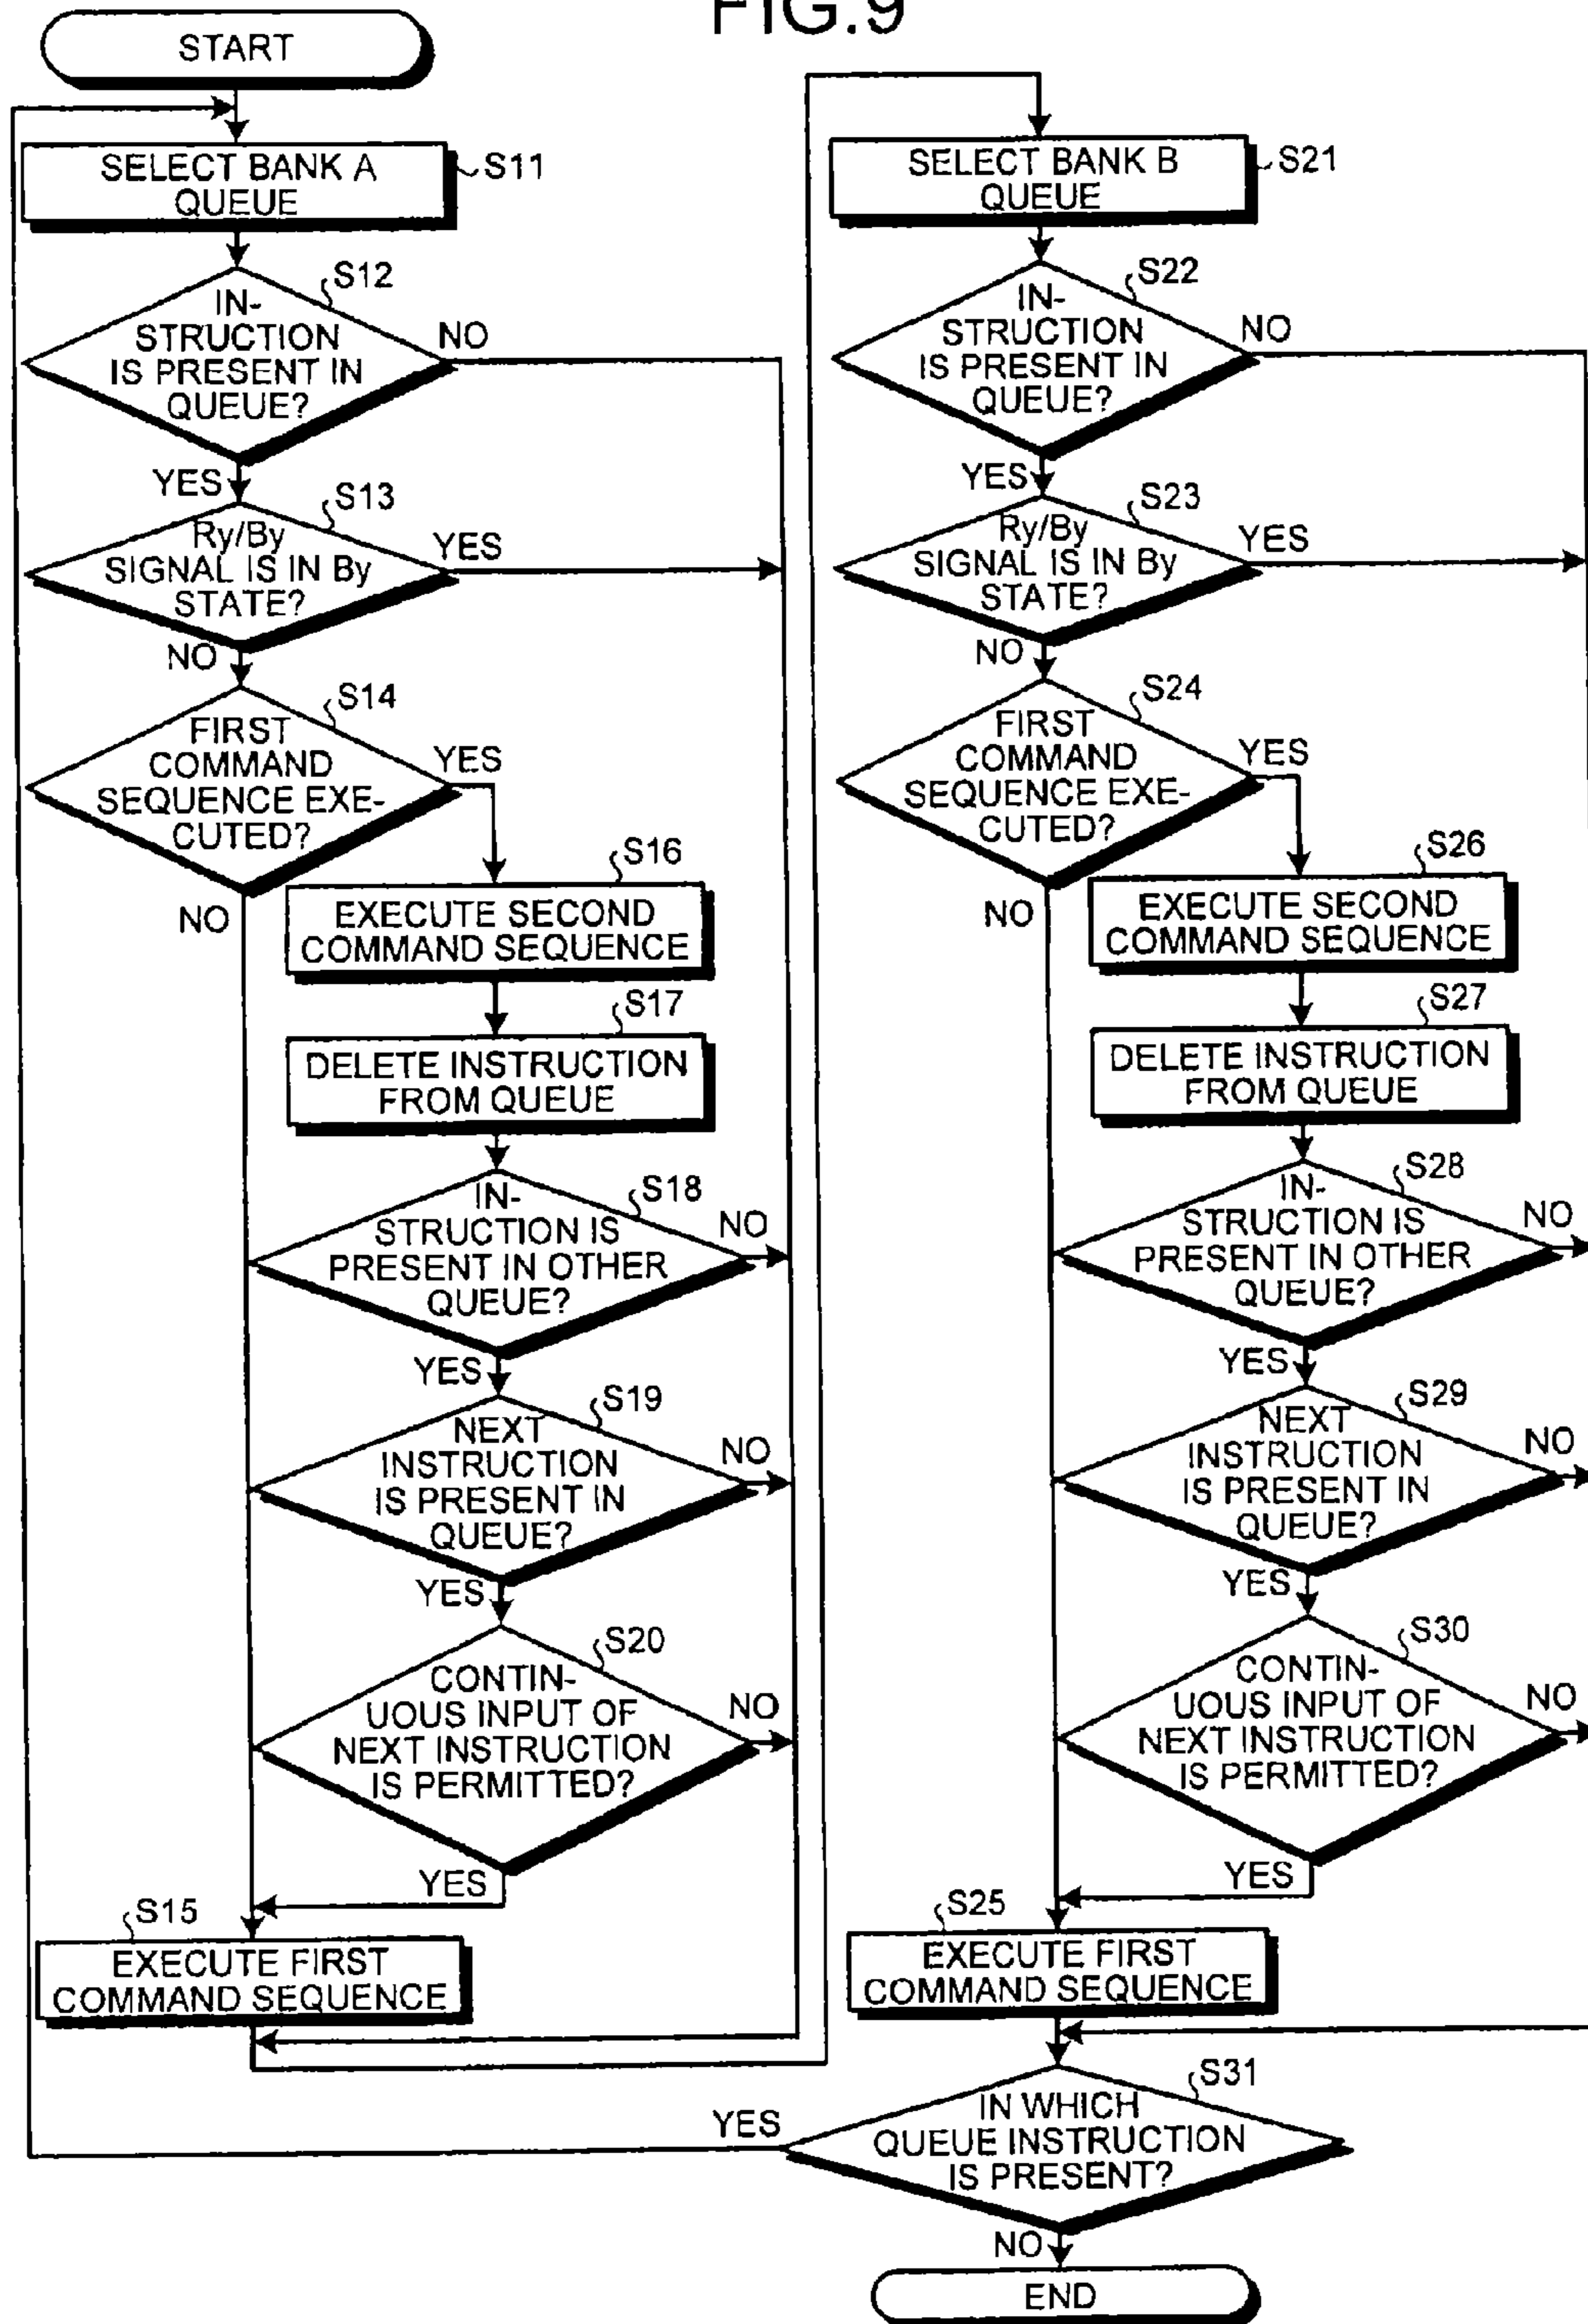 FIG.9
START
SELECT BANK A
QUEUE
S11
S12
IN-
STRUCTION
IS PRESENT IN
QUEUE?
NO
YES
S13
Ry/By
SIGNAL IS IN By
STATE?
YES
NO
S14
FIRST
COMMAND
SEQUENCE EXE-
CUTED?
YES
NO
S16
EXECUTE SECOND
COMMAND SEQUENCE
S17
DELETE INSTRUCTION
FROM QUEUE
S18
IN-
STRUCTION IS
PRESENT IN OTHER
QUEUE?
NO
YES
S19
NEXT
INSTRUCTION
IS PRESENT IN
QUEUE?
NO
YES
S20
CONTIN-
UOUS INPUT OF
NEXT INSTRUCTION
IS PERMITTED?
NO
YES
S15
EXECUTE FIRST
COMMAND SEQUENCE
SELECT BANK B
QUEUE
S21
S22
IN-
STRUCTION
IS PRESENT IN
QUEUE?
NO
YES
S23
Ry/By
SIGNAL IS IN By
STATE?
YES
NO
S24
FIRST
COMMAND
SEQUENCE EXE-
CUTED?
YES
NO
S26
EXECUTE SECOND
COMMAND SEQUENCE
S27
DELETE INSTRUCTION
FROM QUEUE
S28
IN-
STRUCTION IS
PRESENT IN OTHER
QUEUE?
NO
YES
S29
NEXT
INSTRUCTION
IS PRESENT IN
QUEUE?
NO
YES
S30
CONTIN-
UOUS INPUT OF
NEXT INSTRUCTION
IS PERMITTED?
NO
YES
S25
EXECUTE FIRST
COMMAND SEQUENCE
S31
IN WHICH
QUEUE INSTRUCTION
IS PRESENT?
YES
NO
END